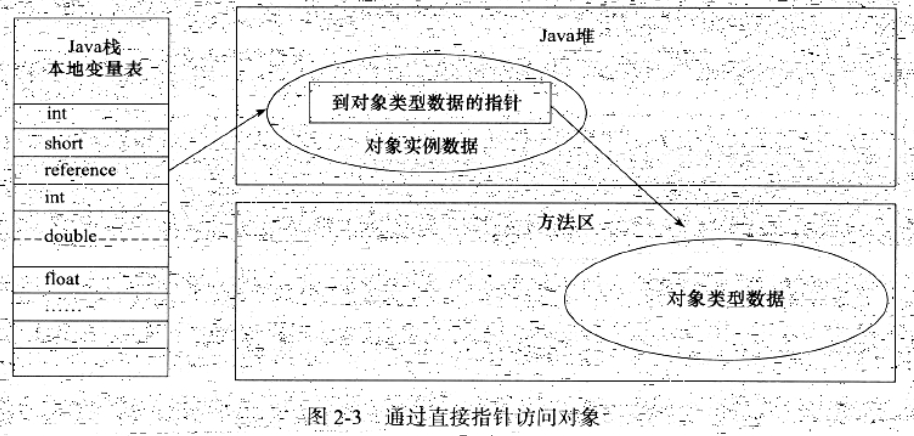 Java栈
本地变量表
int
short
reference
int
double
float
……
Java堆
到对象类型数据的指针
对象实例数据
方法区
对象类型数据
图 2-3 通过直接指针访问对象